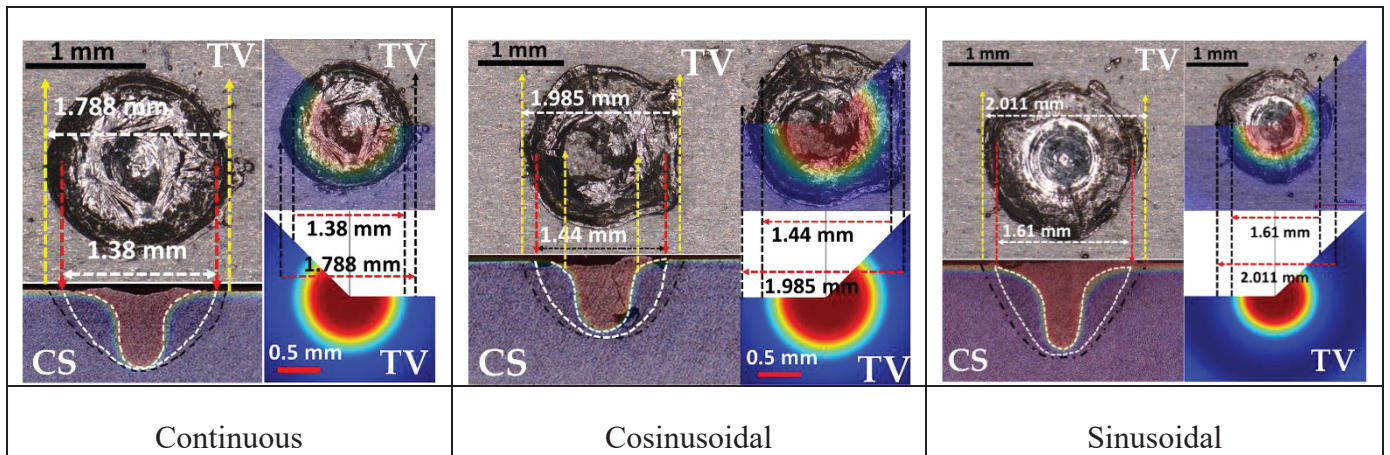 1 mm
TV
TV
1.788 mm
1.38 mm
1.38 mm
1.788 mm
0.5 mm
CS
TV
1 mm
TV
1.985 mm
1.44 mm
1.44 mm
1.985 mm
0.5 mm
CS
TV
1 mm
TV
1 mm
2.011 mm
1.61 mm
1.61 mm
2.011 mm
CS
TV
Continuous
Cosinusoidal
Sinusoidal